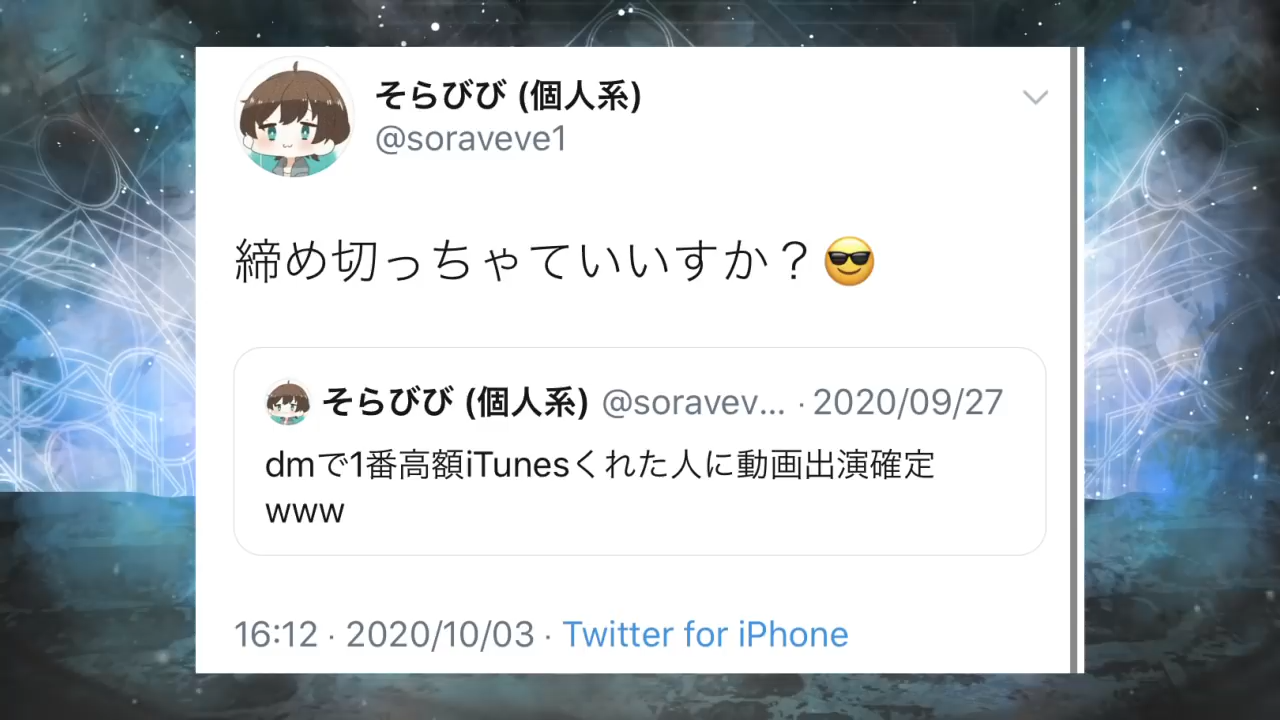 そらびび (個人系)
@soraveve1
締め切っちゃていいすか？😎
そらびび (個人系) @soravev... · 2020/09/27
dmで1番高額iTunesくれた人に動画出演確定
www
16:12 · 2020/10/03 · Twitter for iPhone